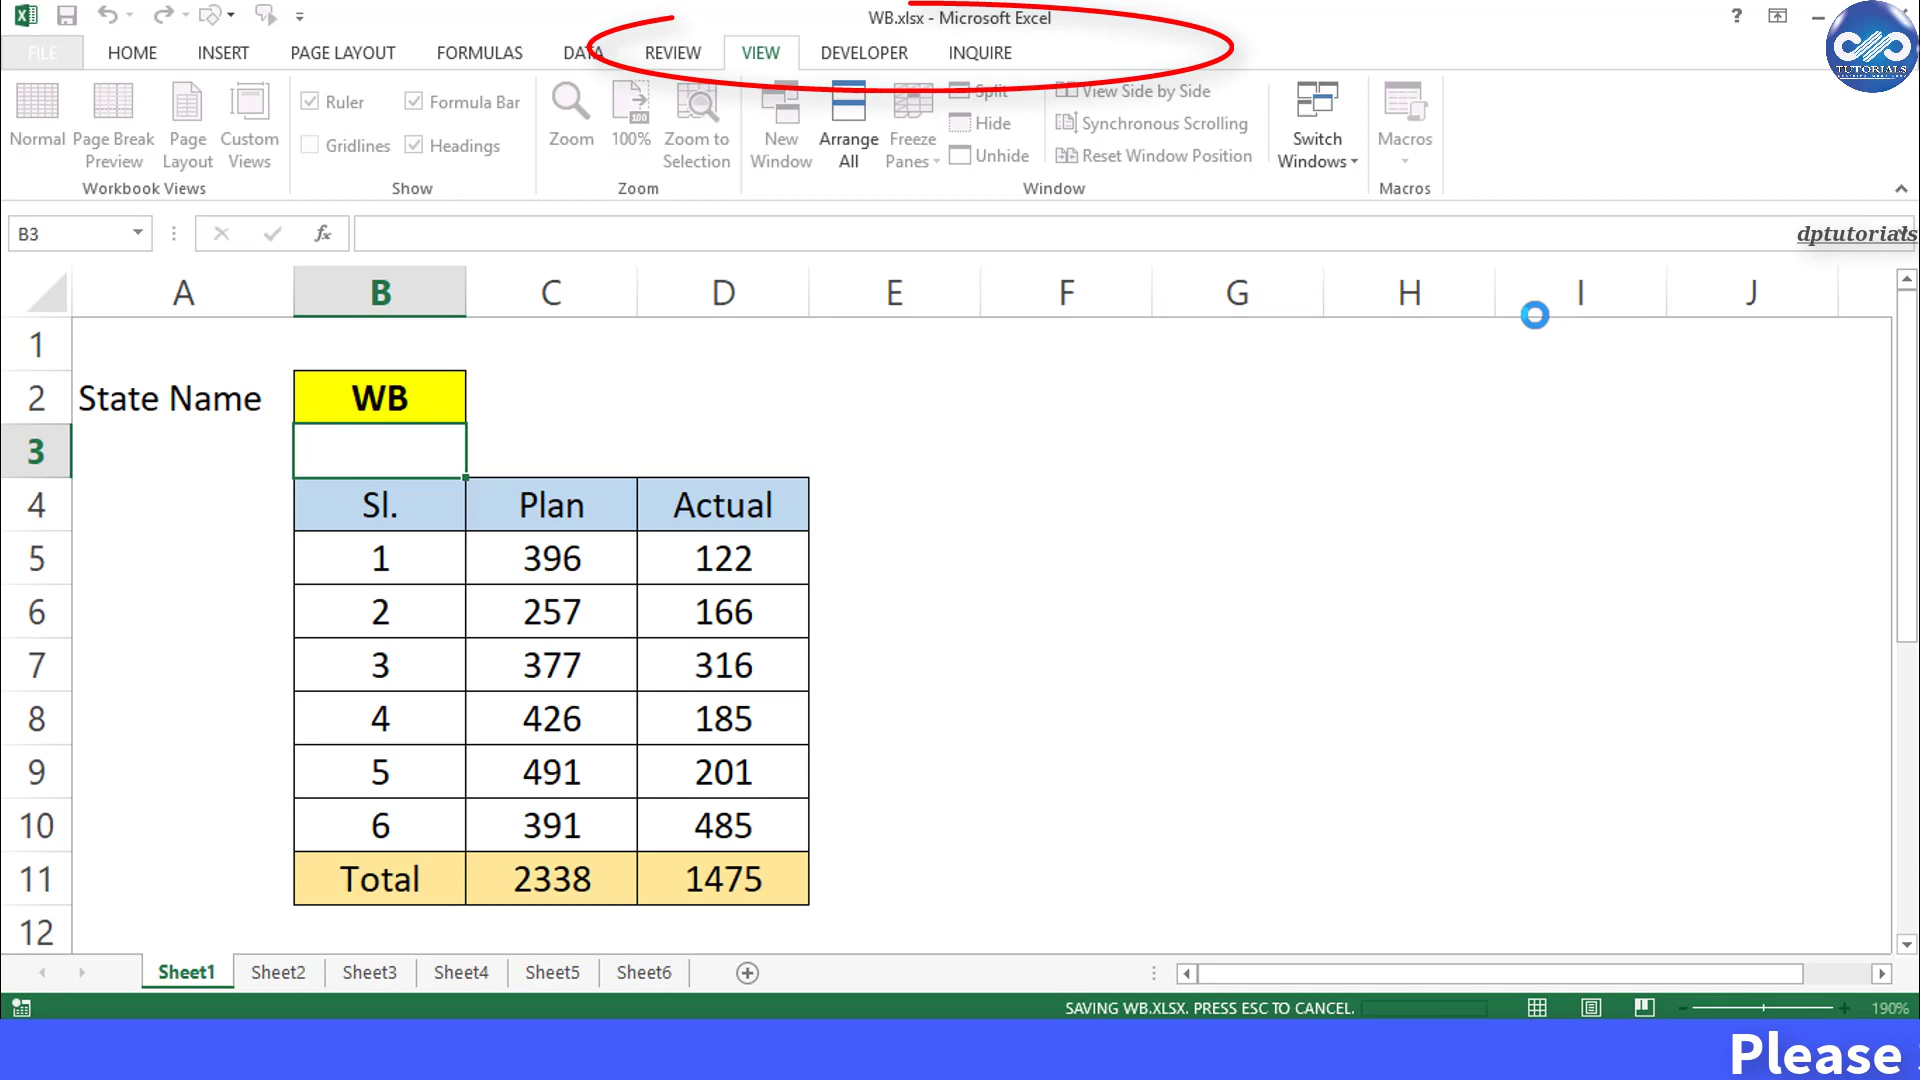 WB.xlsx - Microsoft Excel
?
FILE HOME INSERT PAGE LAYOUT FORMULAS DATA REVIEW VIEW DEVELOPER INQUIRE
TUTORIALS
Normal Page Break Preview Page Layout Custom Views
Workbook Views
Ruler Formula Bar
Gridlines Headings
Show
Zoom 100% Zoom to Selection
Zoom
New Window Arrange All Freeze Panes
Split
Hide
Unhide
View Side by Side
Synchronous Scrolling
Reset Window Position
Window
Switch Windows
Macros
Macros
B3 fx
dptutorials
A B C D E F G H I J
1
2 State Name WB
3
4 Sl. Plan Actual
5 1 396 122
6 2 257 166
7 3 377 316
8 4 426 185
9 5 491 201
10 6 391 485
11 Total 2338 1475
12
Sheet1 Sheet2 Sheet3 Sheet4 Sheet5 Sheet6
SAVING WB.XLSX. PRESS ESC TO CANCEL. 190%
Please